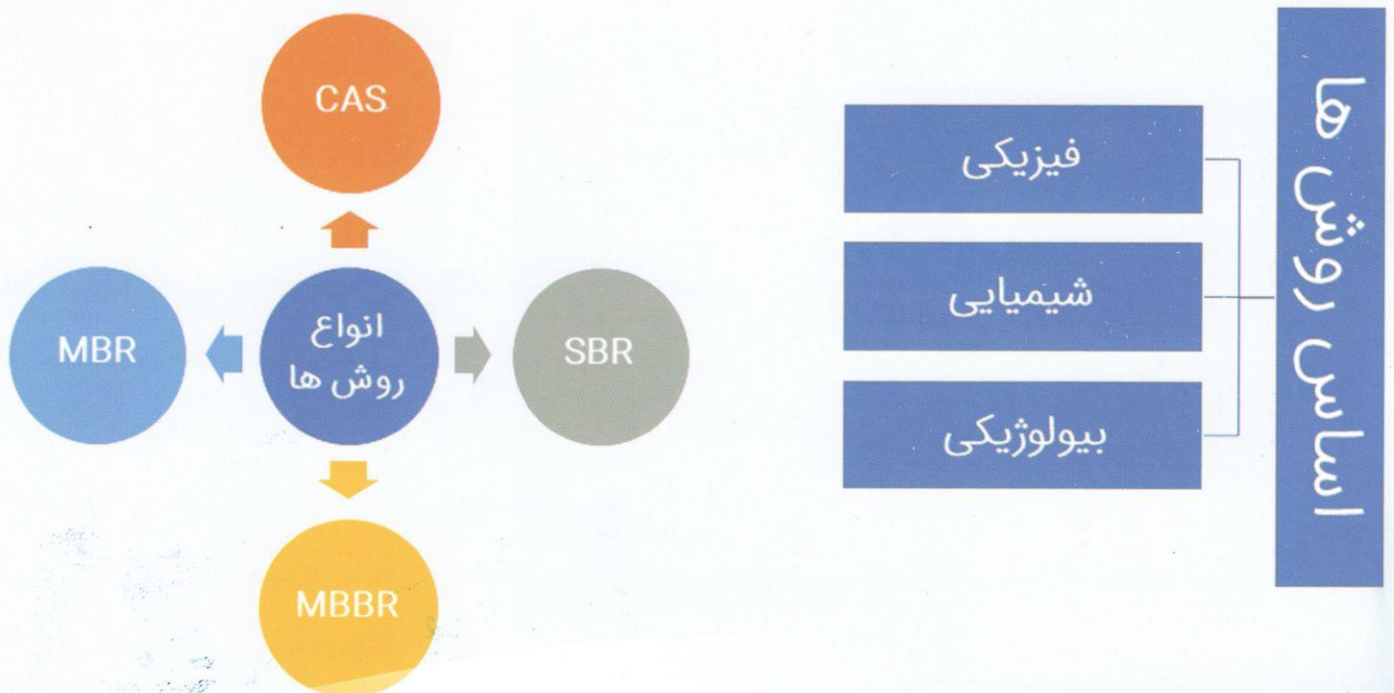 اساس روش ها
فیزیکی
شیمیایی
بیولوژیکی
CAS
MBR
انواع
روش ها
SBR
MBBR